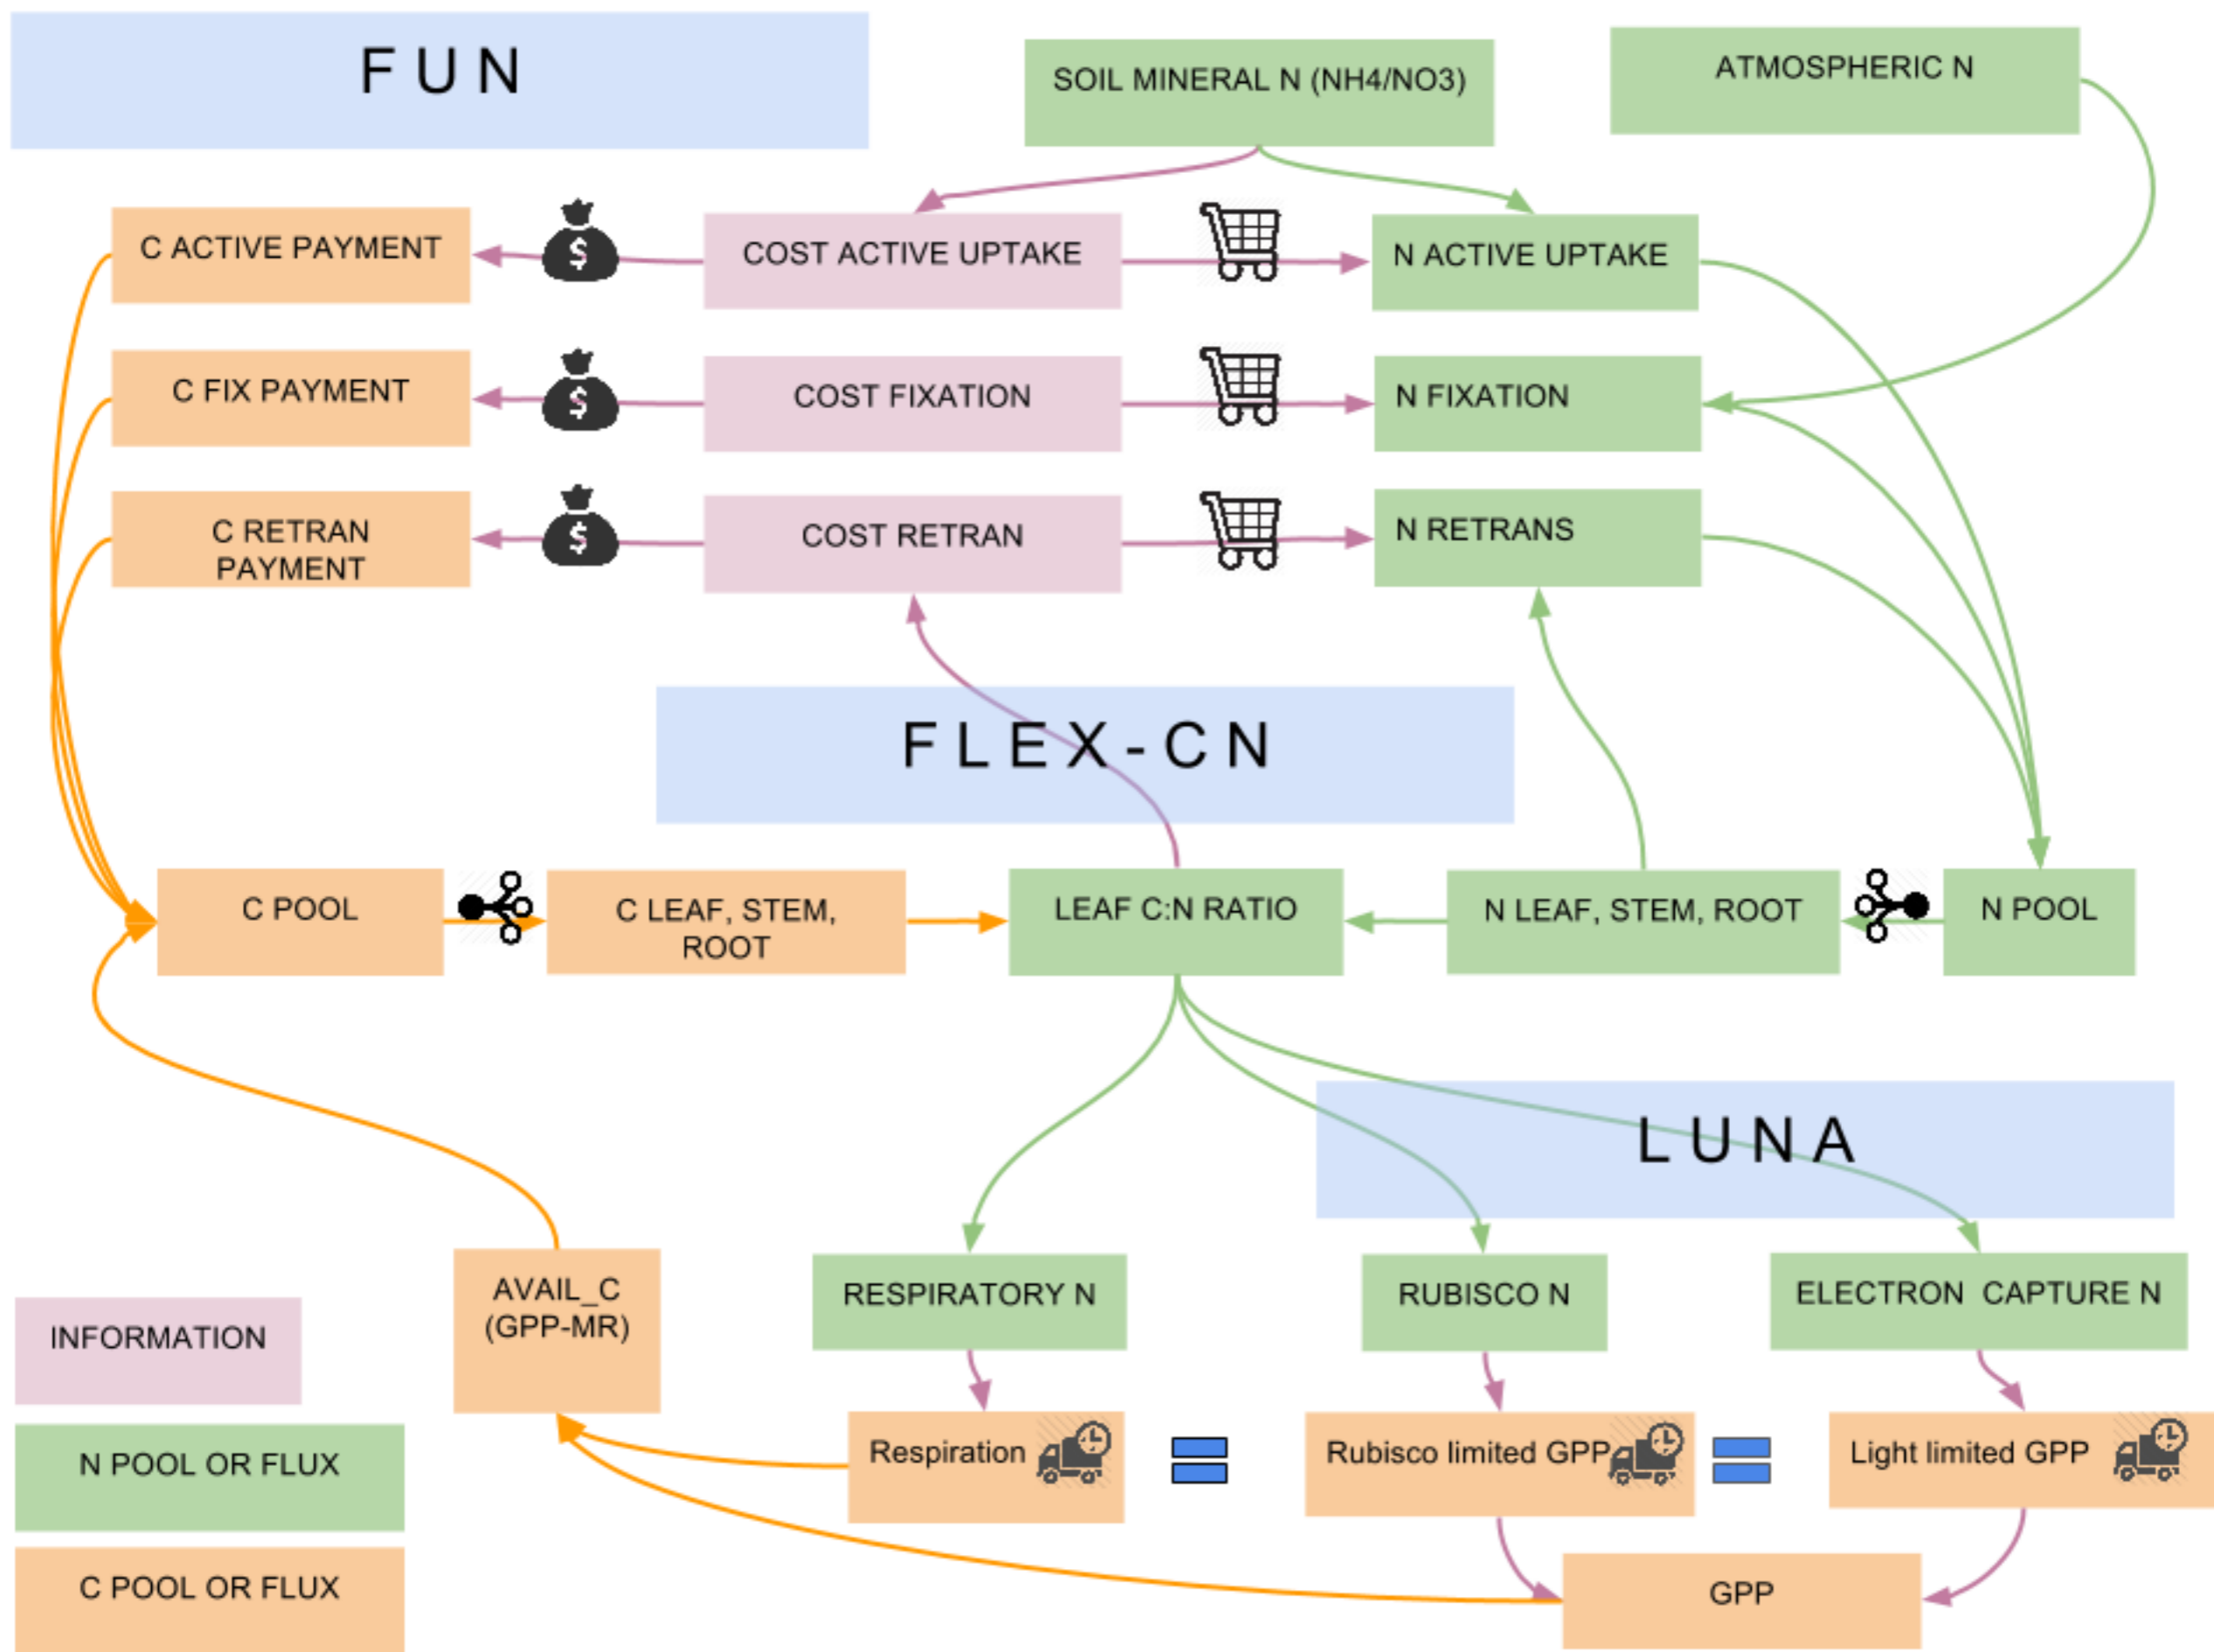 FUN
SOIL MINERAL N (NH4/NO3)
ATMOSPHERIC N
C ACTIVE PAYMENT
$
COST ACTIVE UPTAKE
N ACTIVE UPTAKE
C FIX PAYMENT
$
COST FIXATION
N FIXATION
C RETRAN
PAYMENT
$
COST RETRAN
N RETRANS
FLEX-CN
C POOL
C LEAF, STEM,
ROOT
LEAF C:N RATIO
N LEAF, STEM, ROOT
N POOL
LUNA
AVAIL_C
(GPP-MR)
RESPIRATORY N
RUBISCO N
ELECTRON CAPTURE N
INFORMATION
N POOL OR FLUX
C POOL OR FLUX
Respiration
Rubisco limited GPP
Light limited GPP
GPP